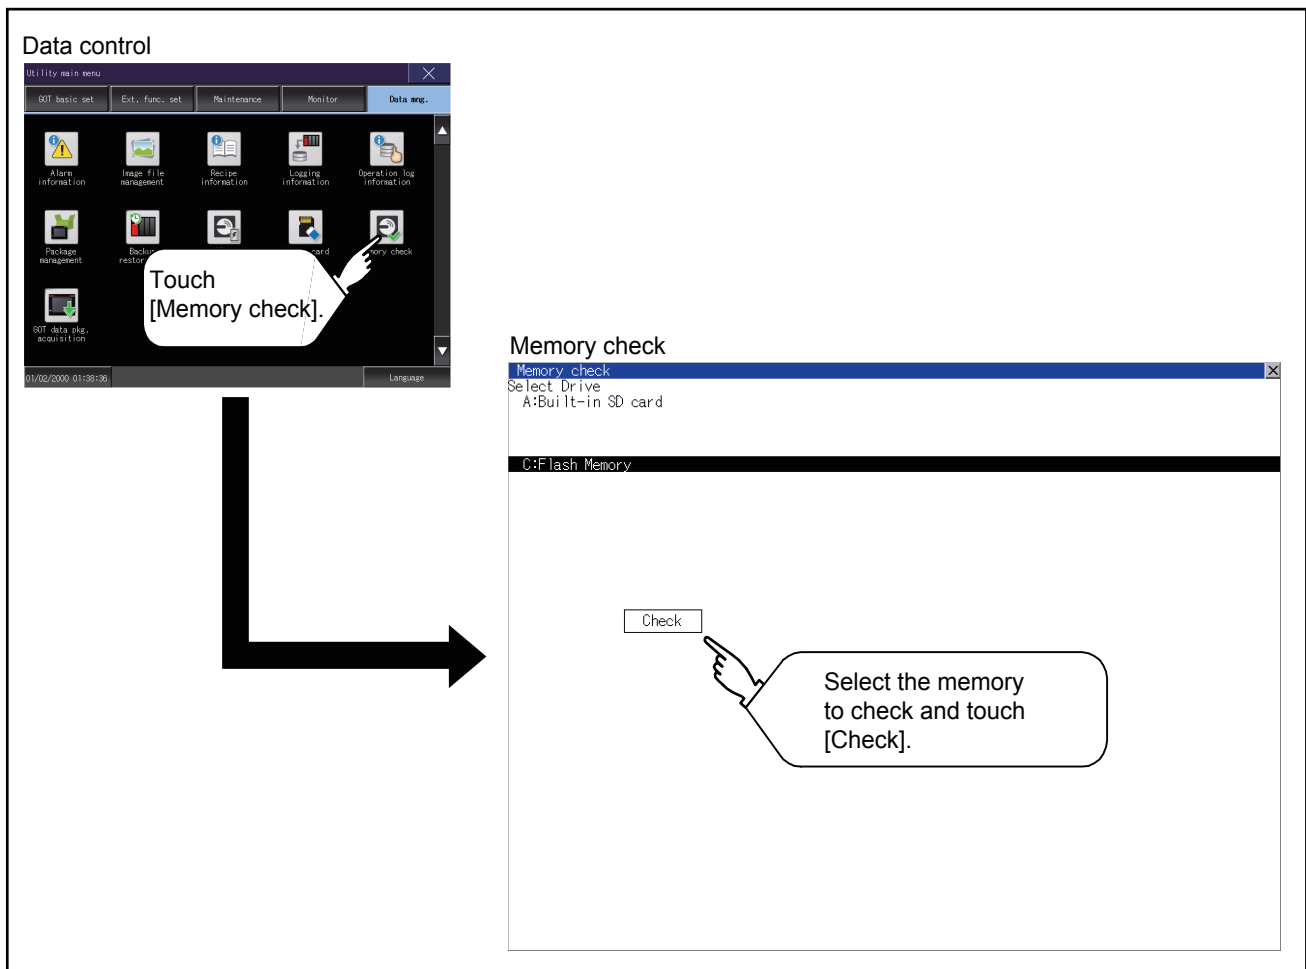 Data control
Utility main menu
GOT basic set
Ext. func. set
Maintenance
Monitor
Data mng.
Alarm
information
Image file
management
Recipe
information
Logging
information
Operation log
information
Package
management
card
check
Touch
[Memory check].
GOT data pkg.
acquisition
01/02/2000 01:38:36
Language
Memory check
Memory check
Select Drive
A:Built-in SD card
C:Flash Memory
Check
Select the memory
to check and touch
[Check].